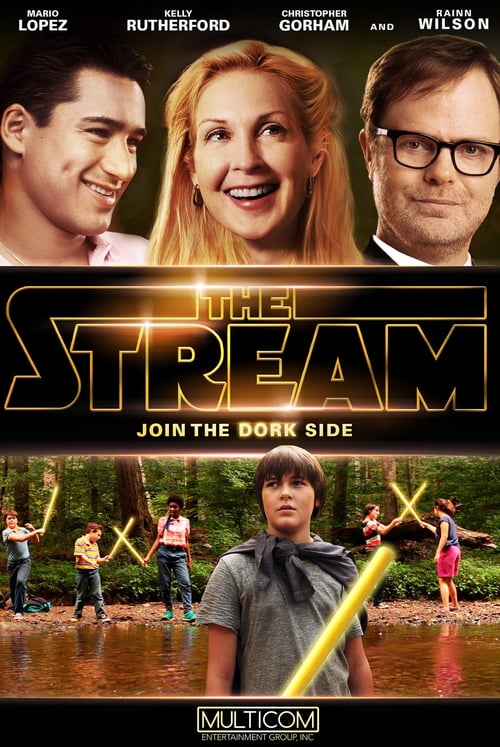 MARIO LOPEZ
KELLY RUTHERFORD
CHRISTOPHER GORHAM
AND
RAINN WILSON
THE
STREAM
JOIN THE DORK SIDE
MULTICOM
ENTERTAINMENT GROUP, INC